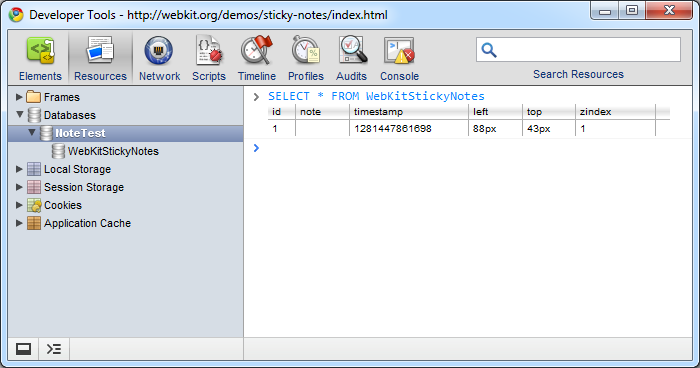 Developer Tools - http://webkit.org/demos/sticky-notes/index.html
Elements Resources Network Scripts Timeline Profiles Audits Console Search Resources
Frames
Databases
NoteTest
WebKitStickyNotes
Local Storage
Session Storage
Cookies
Application Cache
> SELECT * FROM WebKitStickyNotes
id note timestamp left top zindex
1 1281447861698 88px 43px 1
>